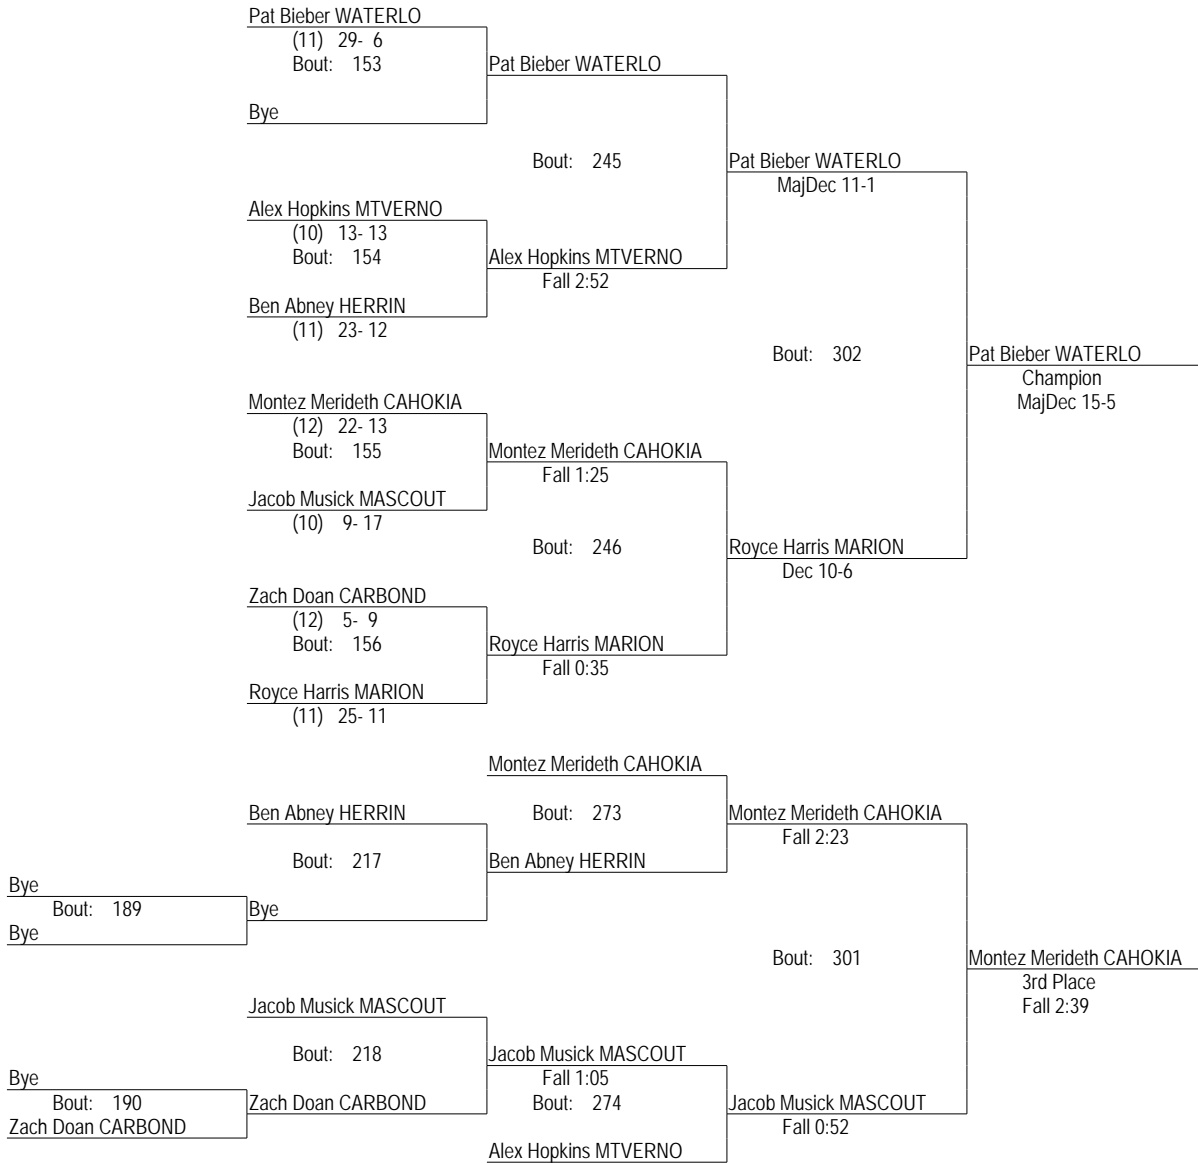 Pat Bieber WATERLO
(11) 29- 6
Bout: 153
Pat Bieber WATERLO
Bye
Bout: 245
Pat Bieber WATERLO
MajDec 11-1
Alex Hopkins MTVERNO
(10) 13- 13
Bout: 154
Alex Hopkins MTVERNO
Fall 2:52
Ben Abney HERRIN
(11) 23- 12
Bout: 302
Pat Bieber WATERLO
Champion
MajDec 15-5
Montez Merideth CAHOKIA
(12) 22- 13
Bout: 155
Montez Merideth CAHOKIA
Fall 1:25
Jacob Musick MASCOUT
(10) 9- 17
Bout: 246
Royce Harris MARION
Dec 10-6
Zach Doan CARBOND
(12) 5- 9
Bout: 156
Royce Harris MARION
Fall 0:35
Royce Harris MARION
(11) 25- 11
Montez Merideth CAHOKIA
Ben Abney HERRIN
Bout: 273
Montez Merideth CAHOKIA
Fall 2:23
Bout: 217
Ben Abney HERRIN
Bye
Bout: 189
Bye
Bye
Bout: 301
Montez Merideth CAHOKIA
3rd Place
Fall 2:39
Jacob Musick MASCOUT
Bout: 218
Jacob Musick MASCOUT
Fall 1:05
Bye
Bout: 190
Zach Doan CARBOND
Bout: 274
Jacob Musick MASCOUT
Fall 0:52
Zach Doan CARBOND
Alex Hopkins MTVERNO